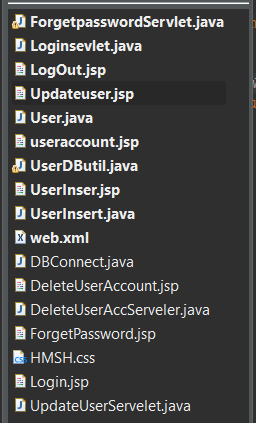 ForgetpasswordServlet.java
Loginsevlet.java
LogOut.jsp
Updateuser.jsp
User.java
useraccount.jsp
UserDButil.java
UserInser.jsp
UserInsert.java
web.xml
DBConnect.java
DeleteUserAccount.jsp
DeleteUserAccServeler.java
ForgetPassword.jsp
HMSH.css
Login.jsp
UpdateUserServelet.java